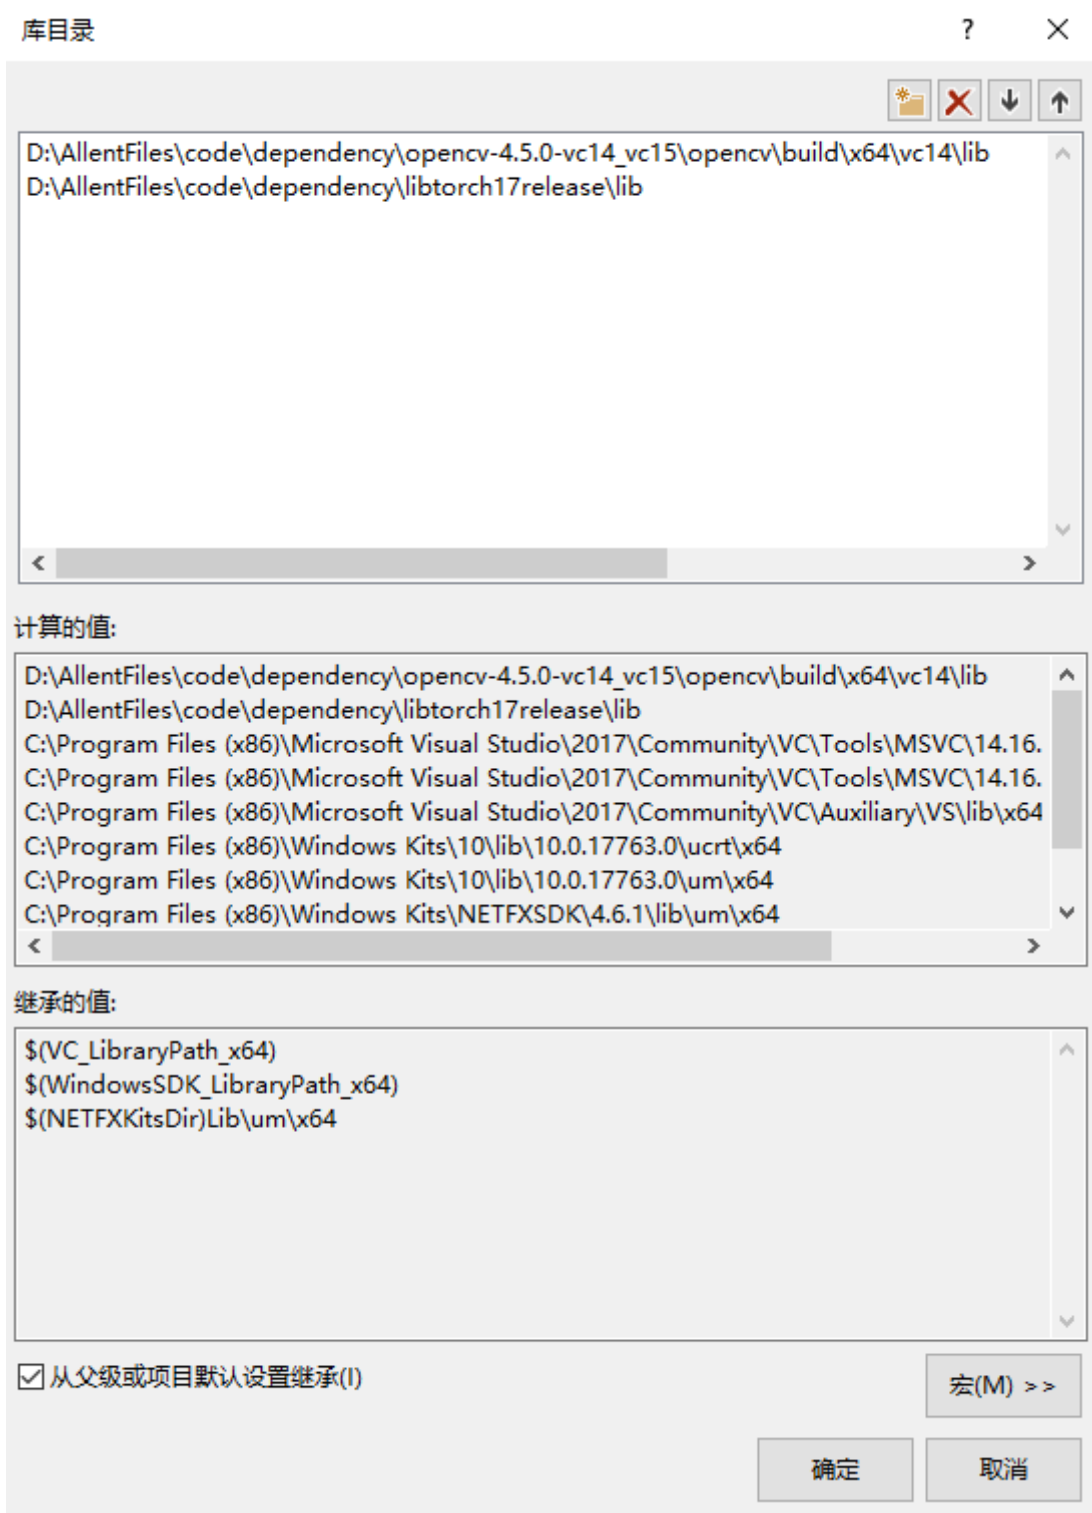 库目录
D:\AllentFiles\code\dependency\opencv-4.5.0-vc14_vc15\opencv\build\x64\vc14\lib
D:\AllentFiles\code\dependency\libtorch17release\lib
计算的值:
D:\AllentFiles\code\dependency\opencv-4.5.0-vc14_vc15\opencv\build\x64\vc14\lib
D:\AllentFiles\code\dependency\libtorch17release\lib
C:\Program Files (x86)\Microsoft Visual Studio\2017\Community\VC\Tools\MSVC\14.16.
C:\Program Files (x86)\Microsoft Visual Studio\2017\Community\VC\Tools\MSVC\14.16.
C:\Program Files (x86)\Microsoft Visual Studio\2017\Community\VC\Auxiliary\VS\lib\x64
C:\Program Files (x86)\Windows Kits\10\lib\10.0.17763.0\ucrt\x64
C:\Program Files (x86)\Windows Kits\10\lib\10.0.17763.0\um\x64
C:\Program Files (x86)\Windows Kits\NETFXSDK\4.6.1\lib\um\x64
继承的值:
$(VC_LibraryPath_x64)
$(WindowsSDK_LibraryPath_x64)
$(NETFXKitsDir)Lib\um\x64
从父级或项目默认设置继承(I)
宏(M) >>
确定 取消